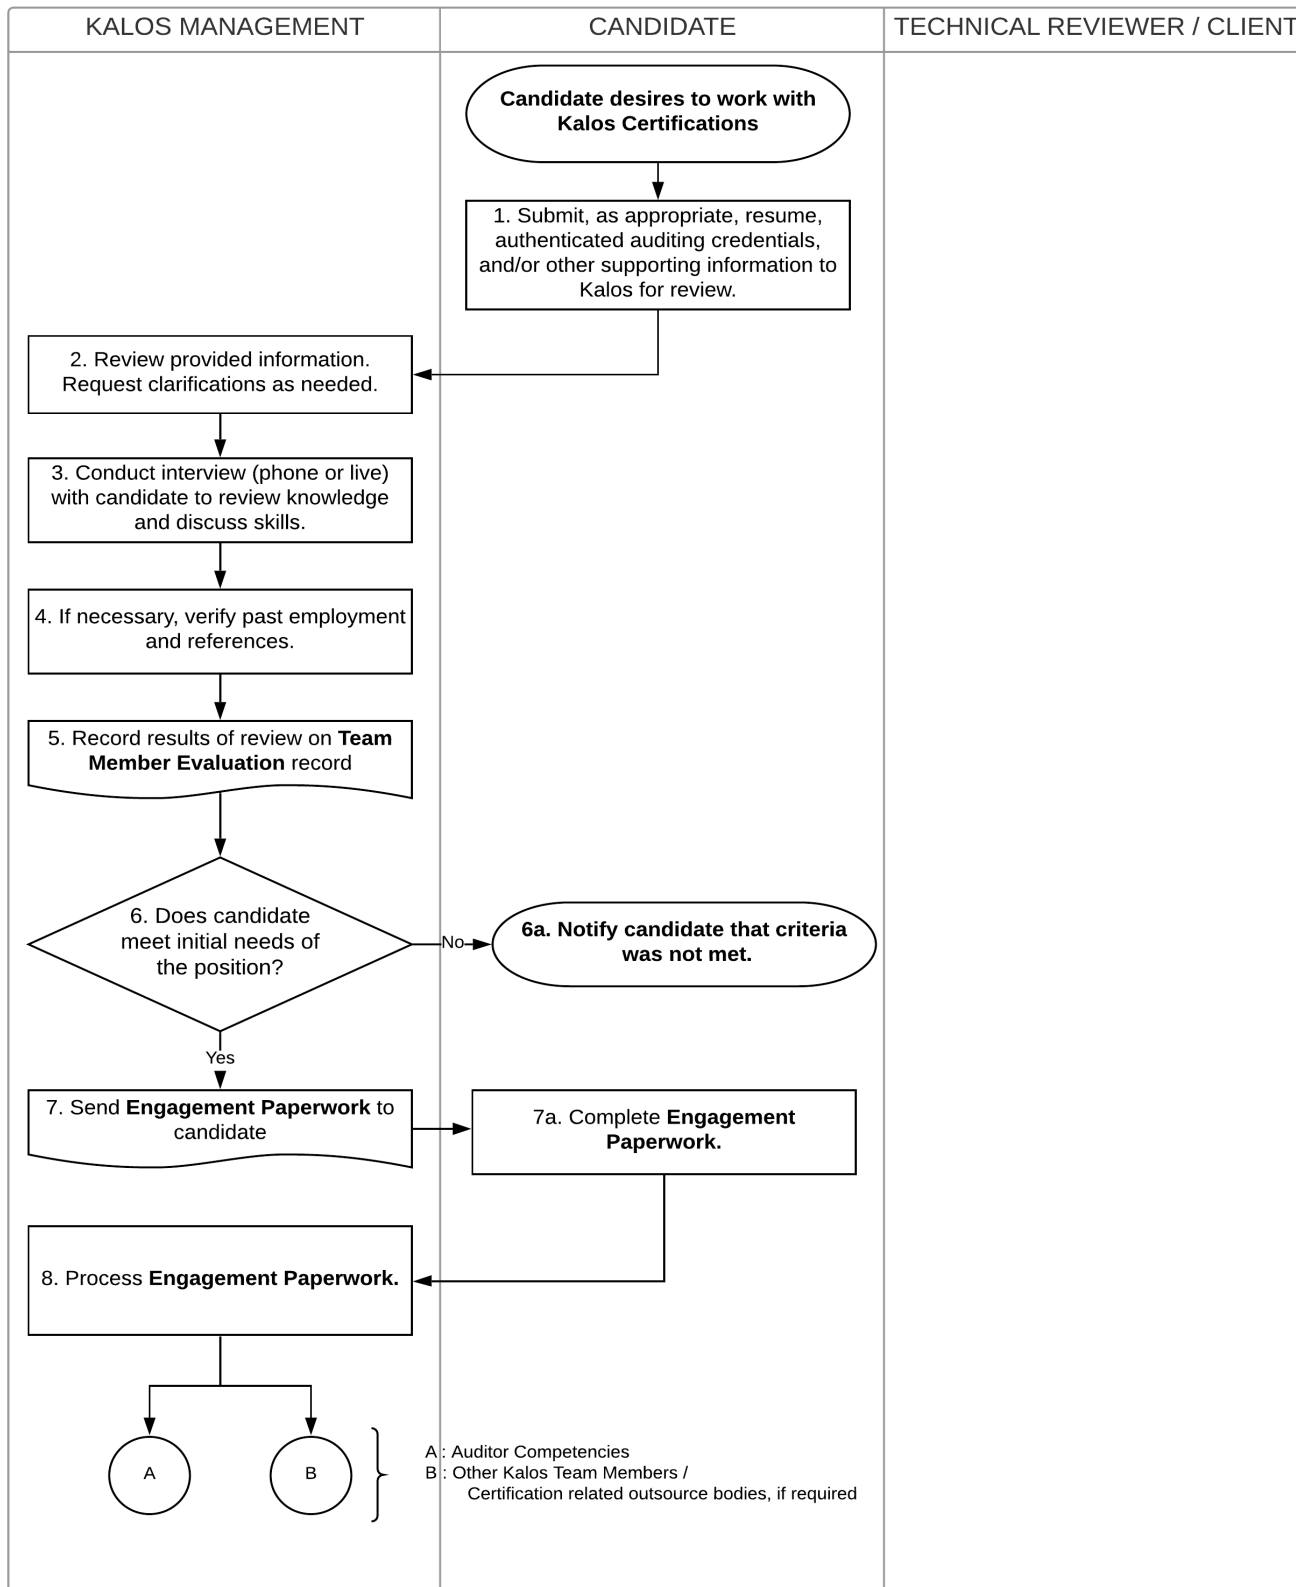 KALOS MANAGEMENT
CANDIDATE
TECHNICAL REVIEWER / CLIENT
Candidate desires to work with
Kalos Certifications
1. Submit, as appropriate, resume,
authenticated auditing credentials,
and/or other supporting information to
Kalos for review.
2. Review provided information.
Request clarifications as needed.
3. Conduct interview (phone or live)
with candidate to review knowledge
and discuss skills.
4. If necessary, verify past employment
and references.
5. Record results of review on Team
Member Evaluation record
6. Does candidate
meet initial needs of
the position?
No
6a. Notify candidate that criteria
was not met.
Yes
7. Send Engagement Paperwork to
candidate
7a. Complete Engagement
Paperwork.
8. Process Engagement Paperwork.
A
B
A : Auditor Competencies
B : Other Kalos Team Members /
Certification related outsource bodies, if required